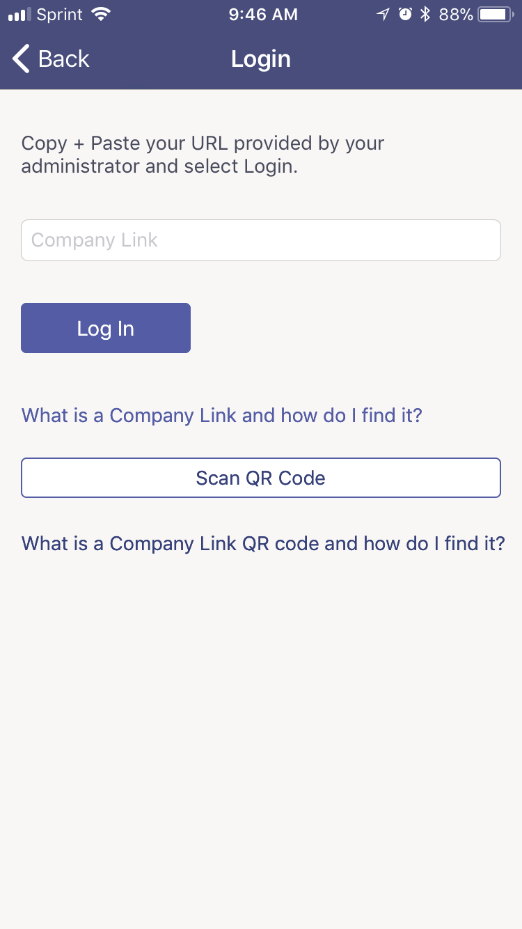 Sprint 9:46 AM 88%
Back Login
Copy + Paste your URL provided by your
administrator and select Login.
Company Link
Log In
What is a Company Link and how do I find it?
Scan QR Code
What is a Company Link QR code and how do I find it?